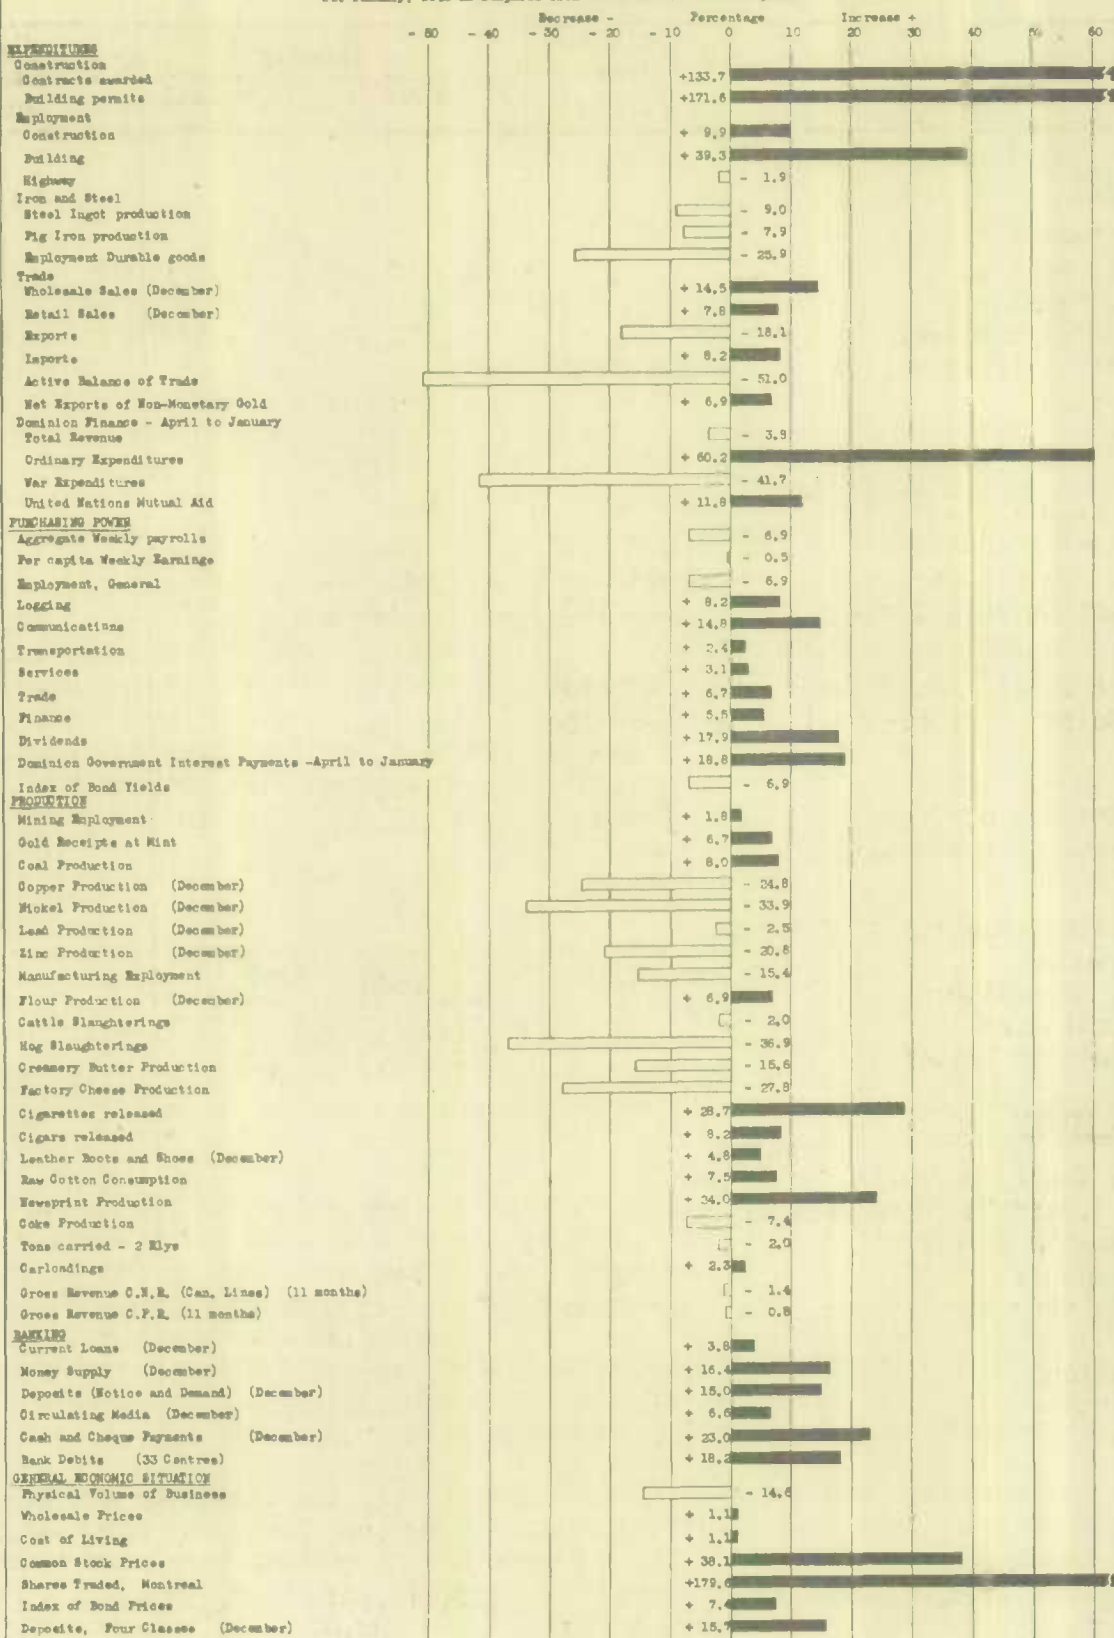 Decrease - Percentage Increase +
- 50 - 40 - 30 - 20 - 10 0 10 20 30 40 50 60
EXPENDITURES
Construction
Contracts awarded +133.7
Building permits +171.6
Employment
Construction + 9.9
Building + 39.3
Highway - 1.9
Iron and Steel
Steel Ingot production - 9.0
Pig Iron production - 7.9
Employment Durable goods - 25.9
Trade
Wholesale Sales (December) + 14.5
Retail Sales (December) + 7.8
Exports - 18.1
Imports + 8.2
Active Balance of Trade - 51.0
Net Exports of Non-Monetary Gold + 6.9
Dominion Finance - April to January
Total Revenue
Ordinary Expenditures + 60.2
War Expenditures - 41.7
United Nations Mutual Aid + 11.8
PURCHASING POWER
Aggregate Weekly payrolls - 6.9
Per capita Weekly Earnings - 0.5
Employment, General - 6.9
Logging + 8.2
Communications + 14.8
Transportation + 2.4
Services + 3.1
Trade + 6.7
Finance + 5.5
Dividends + 17.9
Dominion Government Interest Payments -April to January + 18.8
Index of Bond Yields - 6.9
PRODUCTION
Mining Employment + 1.8
Gold Receipts at Mint + 6.7
Coal Production + 8.0
Copper Production (December) - 24.8
Nickel Production (December) - 33.9
Lead Production (December) - 2.5
Zinc Production (December) - 20.8
Manufacturing Employment - 15.4
Flour Production (December) + 6.9
Cattle Slaughterings - 2.0
Hog Slaughterings - 36.9
Creamery Butter Production - 15.6
Factory Cheese Production - 27.8
Cigarettes released + 28.7
Cigars released + 8.2
Leather Boots and Shoes (December) + 4.8
Raw Cotton Consumption + 7.5
Newsprint Production + 24.0
Coke Production - 7.4
Tons carried - 2 Rlys - 2.0
Carloadings + 2.3
Gross Revenue C.N.R. (Can. Lines) (11 months) - 1.4
Gross Revenue C.P.R. (11 months) - 0.8
BANKING
Current Loans (December) + 3.8
Money Supply (December) + 16.4
Deposits (Notice and Demand) (December) + 15.0
Circulating Media (December) + 6.6
Cash and Cheque Payments (December) + 23.0
Bank Debits (33 Centres) + 18.2
GENERAL ECONOMIC SITUATION
Physical Volume of Business - 14.6
Wholesale Prices + 1.1
Cost of Living + 1.1
Common Stock Prices + 38.1
Shares Traded, Montreal +179.6
Index of Bond Prices + 7.4
Deposits, Four Classes (December) + 15.7